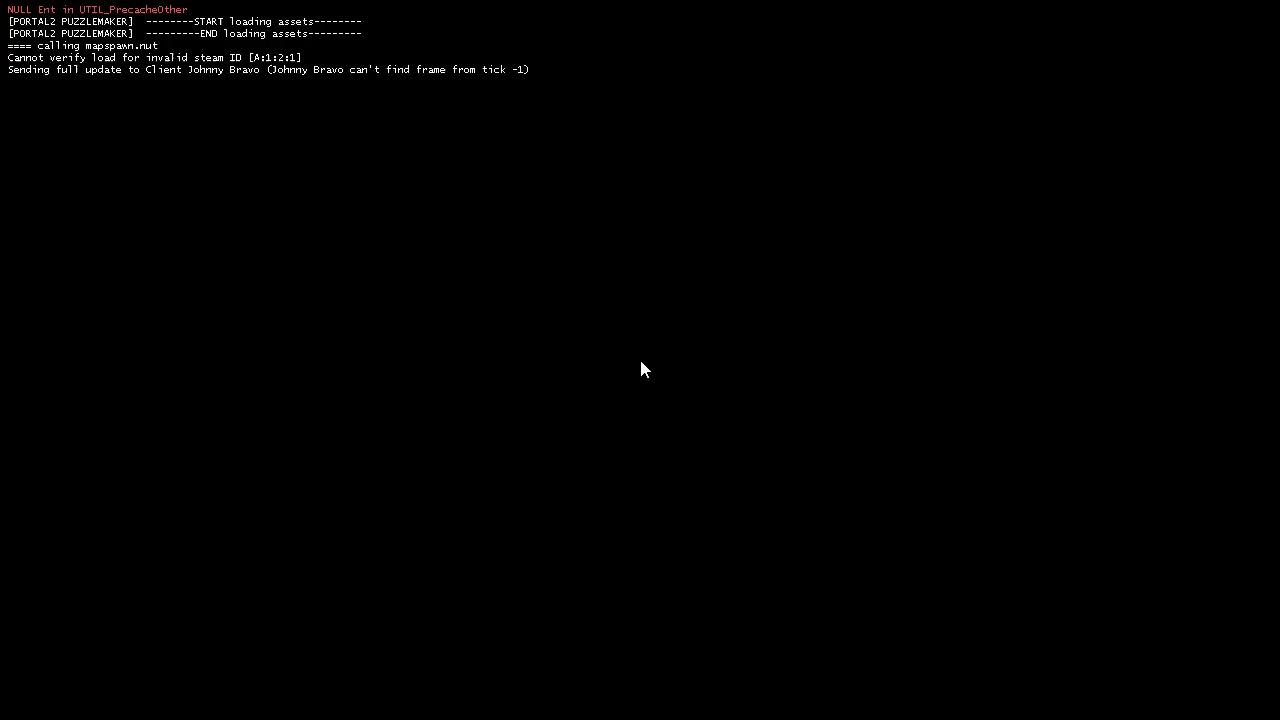 NULL Ent in UTIL_PrecacheOther
[PORTAL2 PUZZLEMAKER]  --------START loading assets--------
[PORTAL2 PUZZLEMAKER]  ---------END loading assets---------
==== calling mapspawn.nut
Cannot verify load for invalid steam ID [A:1:2:1]
Sending full update to Client Johnny Bravo (Johnny Bravo can't find frame from tick -1)